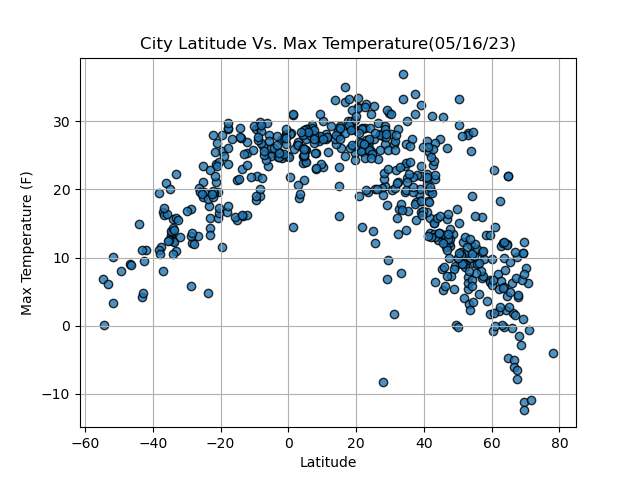 City Latitude Vs. Max Temperature(05/16/23)
Max Temperature (F)
30
20
10
0
−10
−60 −40 −20 0 20 40 60 80
Latitude